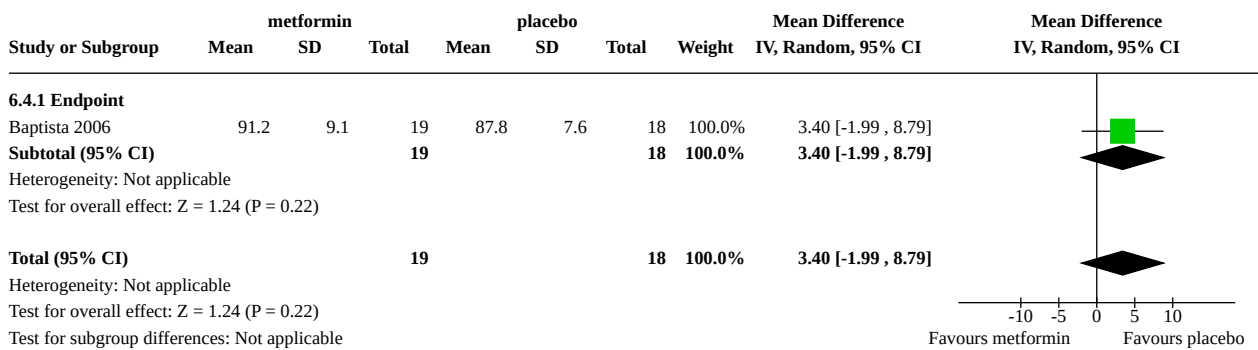 metformin placebo Mean Difference Mean Difference
Study or Subgroup Mean SD Total Mean SD Total Weight IV, Random, 95% CI IV, Random, 95% CI
6.4.1 Endpoint
Baptista 2006 91.2 9.1 19 87.8 7.6 18 100.0% 3.40 [-1.99 , 8.79]
Subtotal (95% CI) 19 18 100.0% 3.40 [-1.99 , 8.79]
Heterogeneity: Not applicable
Test for overall effect: Z = 1.24 (P = 0.22)
Total (95% CI) 19 18 100.0% 3.40 [-1.99 , 8.79]
Heterogeneity: Not applicable
Test for overall effect: Z = 1.24 (P = 0.22)
-10 -5 0 5 10
Test for subgroup differences: Not applicable
Favours metformin Favours placebo